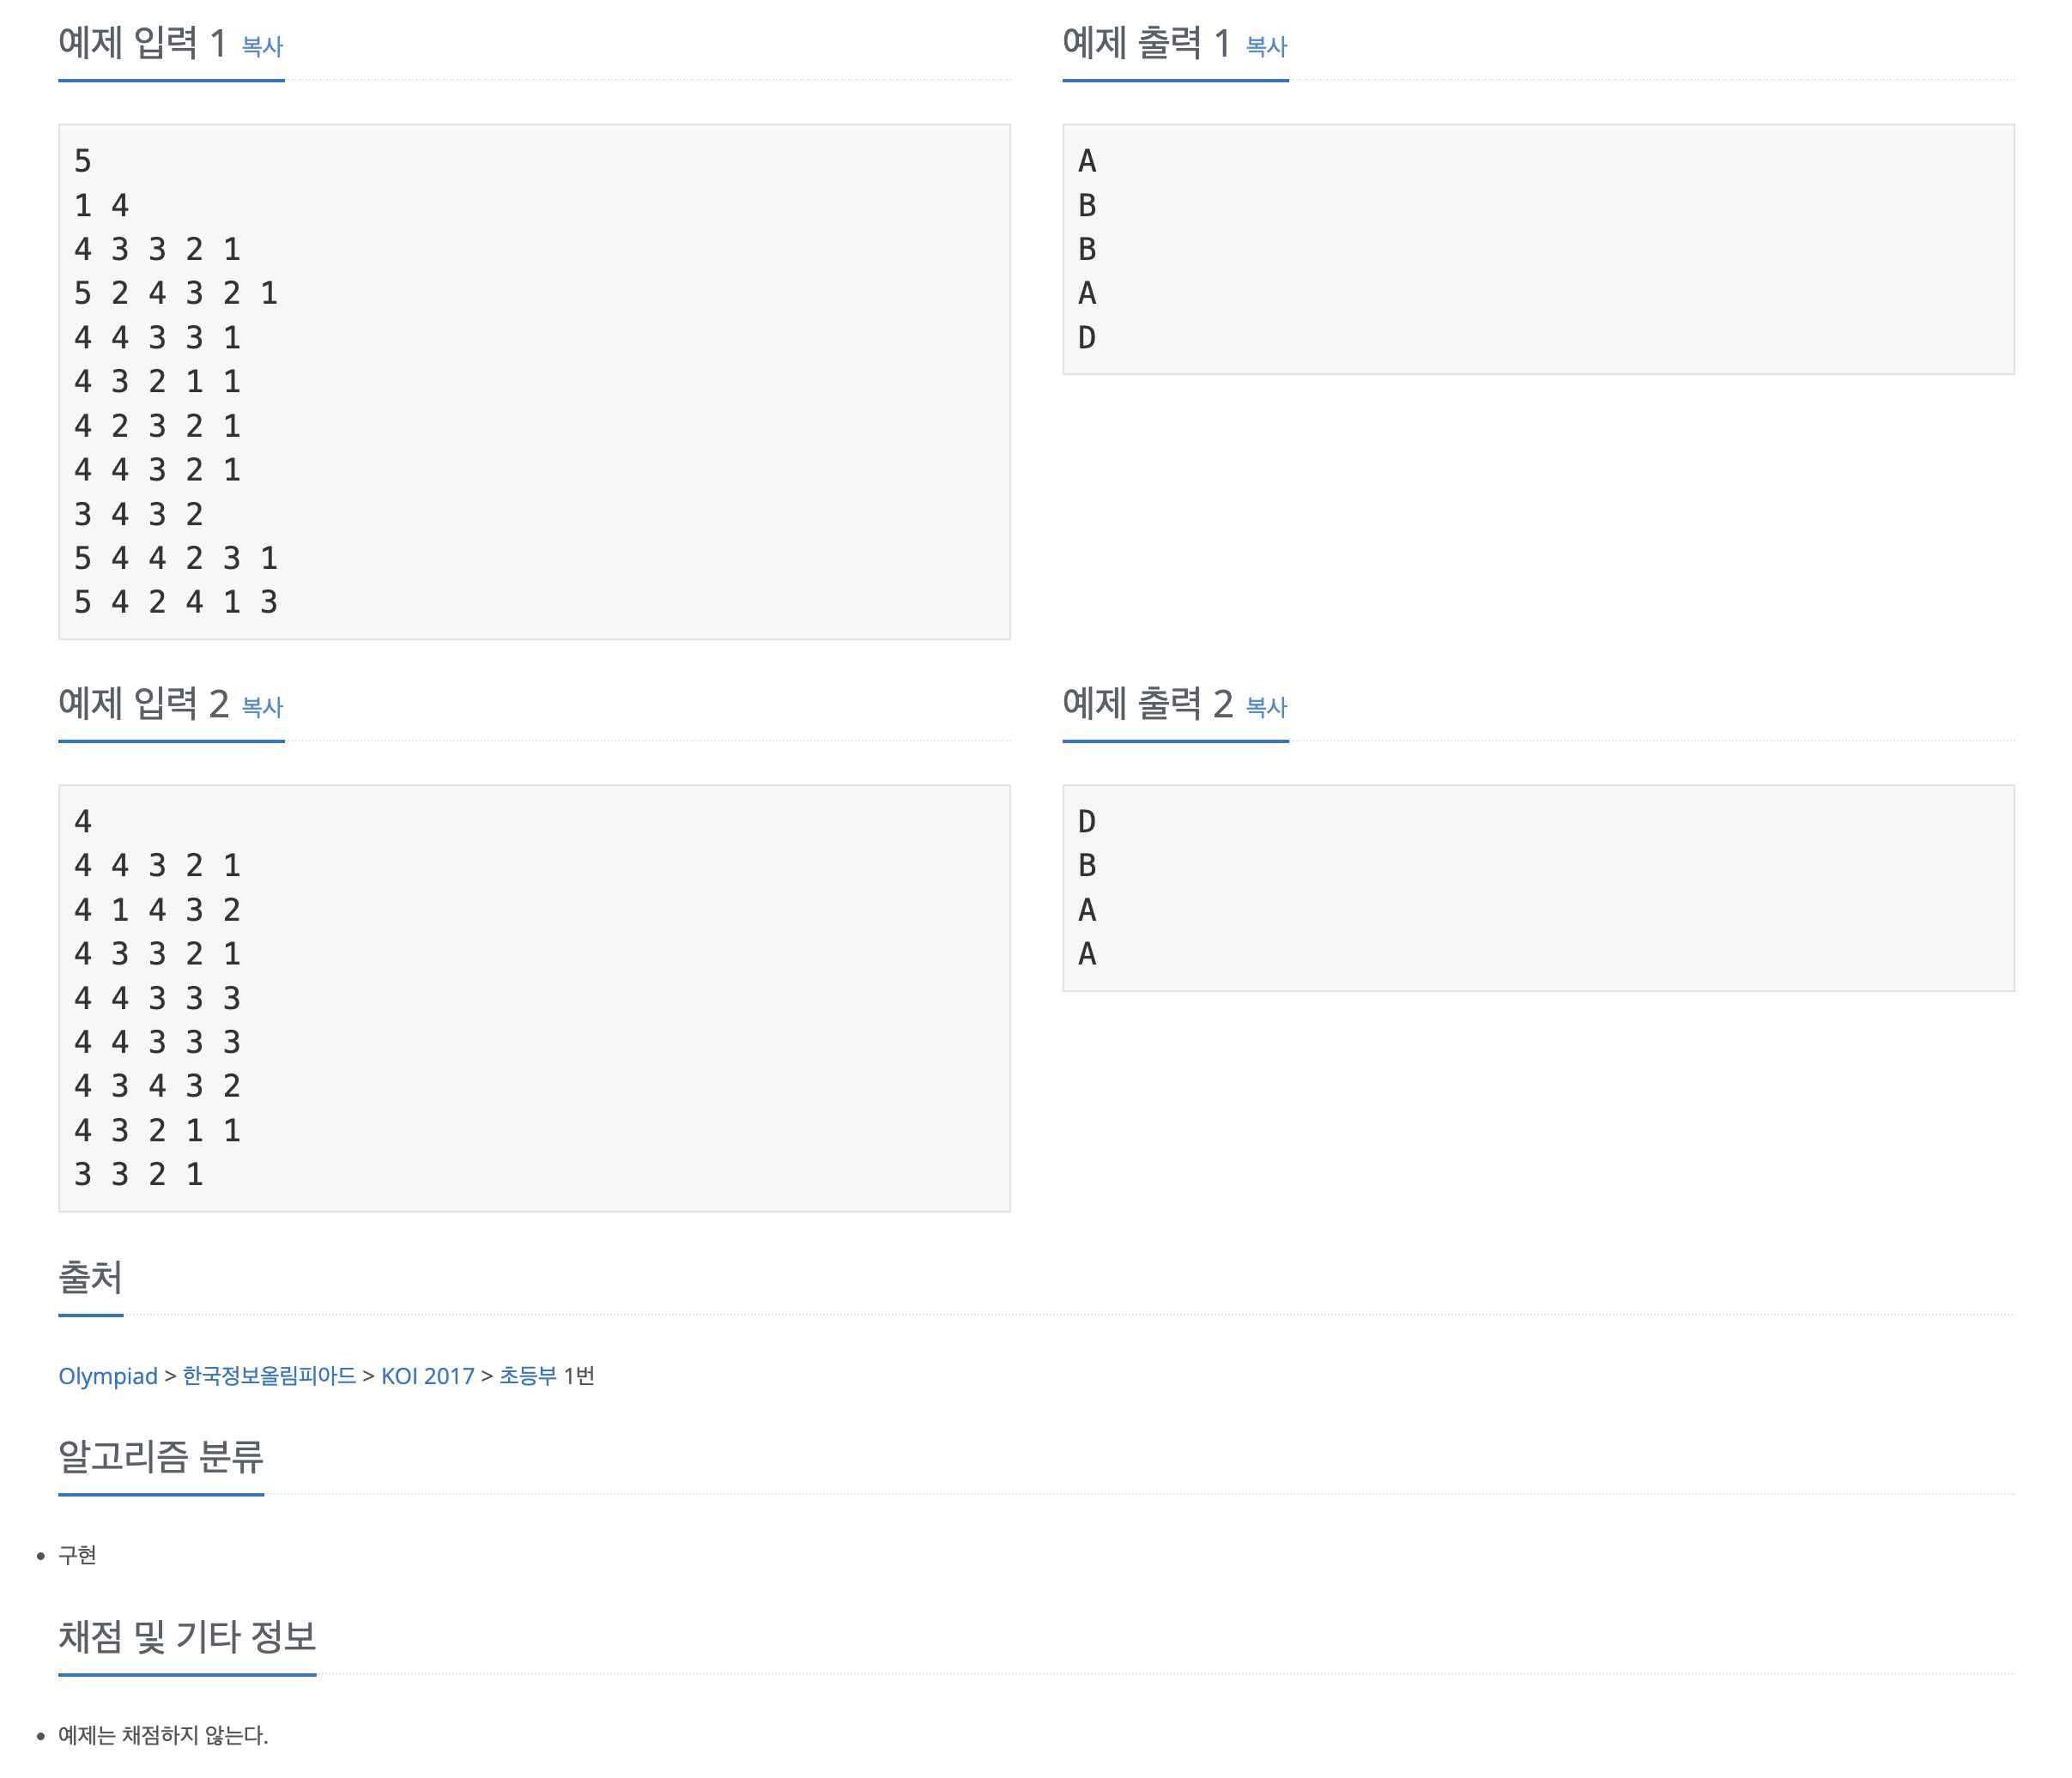 예제 입력 1 복사
5
1 4
4 3 3 2 1
5 2 4 3 2 1
4 4 3 3 1
4 3 2 1 1
4 2 3 2 1
4 4 3 2 1
3 4 3 2
5 4 4 2 3 1
5 4 2 4 1 3
예제 출력 1 복사
A
B
B
A
D
예제 입력 2 복사
4
4 4 3 2 1
4 1 4 3 2
4 3 3 2 1
4 4 3 3 3
4 4 3 3 3
4 3 4 3 2
4 3 2 1 1
3 3 2 1
예제 출력 2 복사
D
B
A
A
출처
Olympiad > 한국정보올림피아드 > KOI 2017 > 초등부 1번
알고리즘 분류
• 구현
채점 및 기타 정보
• 예제는 채점하지 않는다.